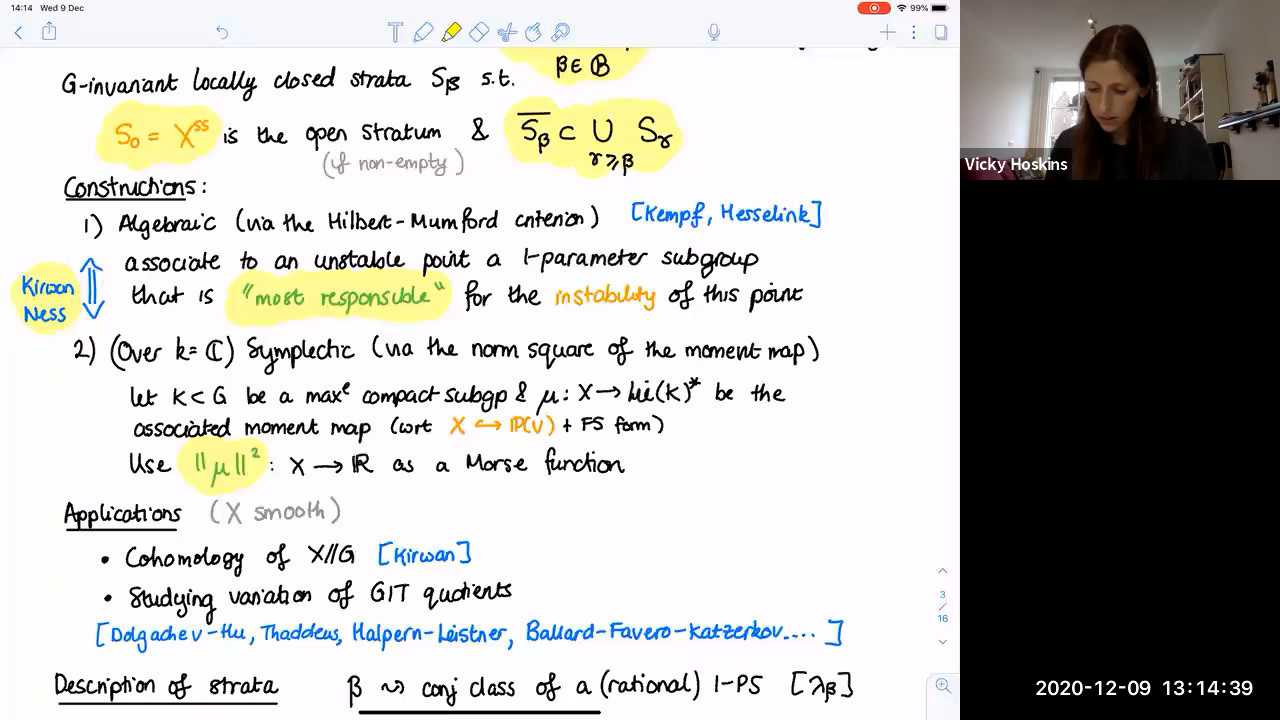 14:14 Wed 9 Dec
99%
β ∈ B
G-invariant locally closed strata Sβ s.t.
S₀ = Xˢˢ is the open stratum & S̅β ⊂ ∪ Sγ
(if non-empty) γ ≥ β
Constructions:
1) Algebraic (via the Hilbert-Mumford criterion) [Kempf, Hesselink]
associate to an unstable point a 1-parameter subgroup
that is "most responsible" for the instability of this point
Kirwan
Ness
2) (Over k = ℂ) Symplectic (via the norm square of the moment map)
let K < G be a maxˡ compact subgp & μ: X → Lie(K)* be the
associated moment map (wrt X ↪ ℙ(V) + FS form)
Use ||μ||² : X → ℝ as a Morse function
Applications (X smooth)
• Cohomology of X//G [Kirwan]
• Studying variation of GIT quotients
[Dolgachev-Hu, Thaddeus, Halpern-Leistner, Ballard-Favero-Katzerkov....]
Description of strata β ⇝ conj class of a (rational) 1-PS [λβ]
3
/
16
Vicky Hoskins
2020-12-09 13:14:39